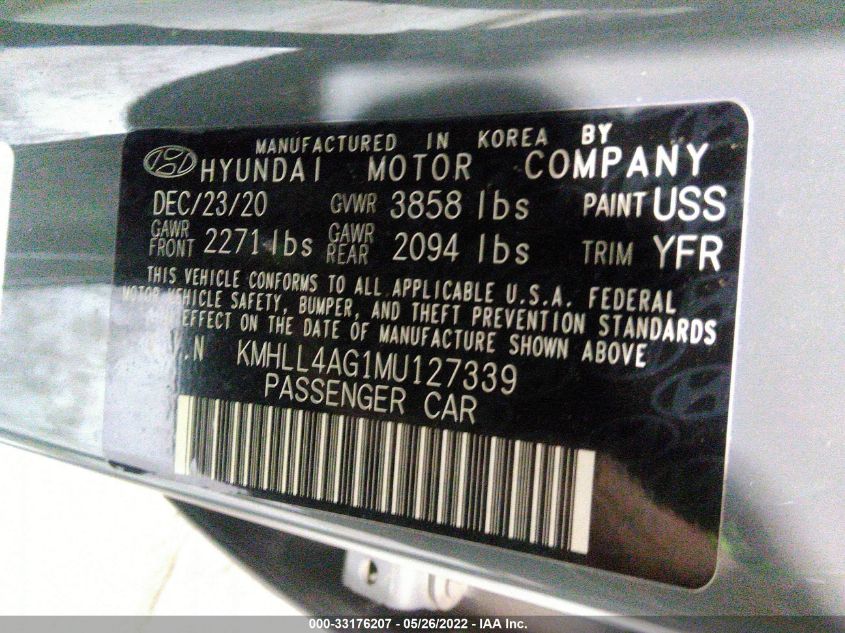 MANUFACTURED IN KOREA BY
HYUNDAI MOTOR COMPANY
DEC/23/20 GVWR 3858 lbs PAINT USS
GAWR FRONT 2271 lbs GAWR REAR 2094 lbs TRIM YFR
THIS VEHICLE CONFORMS TO ALL APPLICABLE U.S.A. FEDERAL
MOTOR VEHICLE SAFETY, BUMPER, AND THEFT PREVENTION STANDARDS
IN EFFECT ON THE DATE OF MANUFACTURE SHOWN ABOVE
.N KMHLL4AG1MU127339
PASSENGER CAR
000-33176207 - 05/26/2022 - IAA Inc.